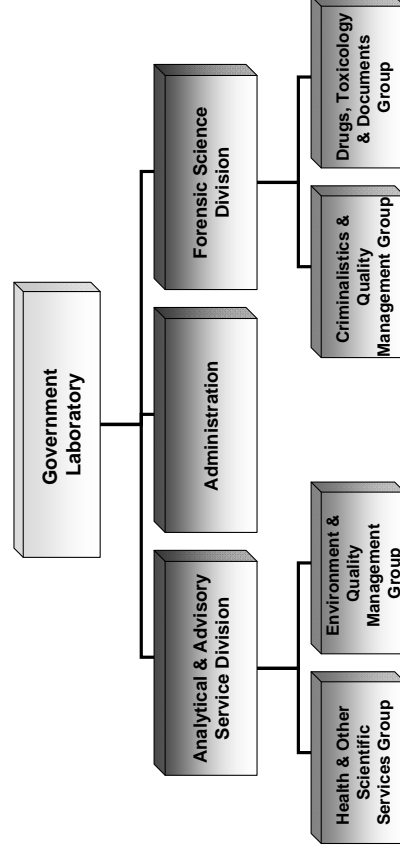 Government
Laboratory
Analytical & Advisory
Service Division
Administration
Forensic Science
Division
Health & Other
Scientific
Services Group
Environment &
Quality
Management
Group
Criminalistics &
Quality
Management Group
Drugs, Toxicology
& Documents
Group